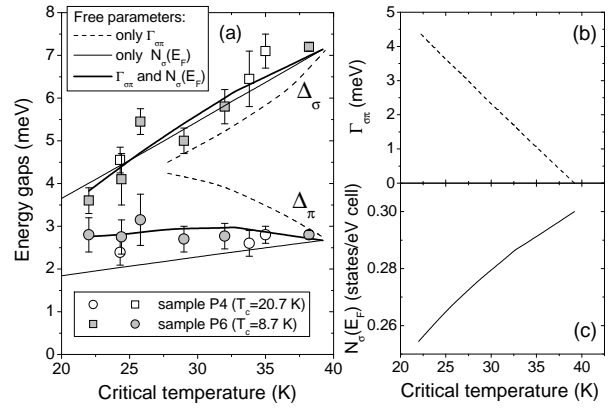 Free parameters:
only Γσπ
only Nσ(EF)
Γσπ and Nσ(EF)
(a)
Δσ
Δπ
sample P4 (Tc=20.7 K)
sample P6 (Tc=8.7 K)
8
7
6
5
4
3
2
1
0
Energy gaps (meV)
20 25 30 35 40
Critical temperature (K)
(b)
5
4
3
2
1
0
Γσπ (meV)
(c)
0.30
0.28
0.26
Nσ(EF) (states/eV cell)
20 25 30 35 40
Critical temperature (K)